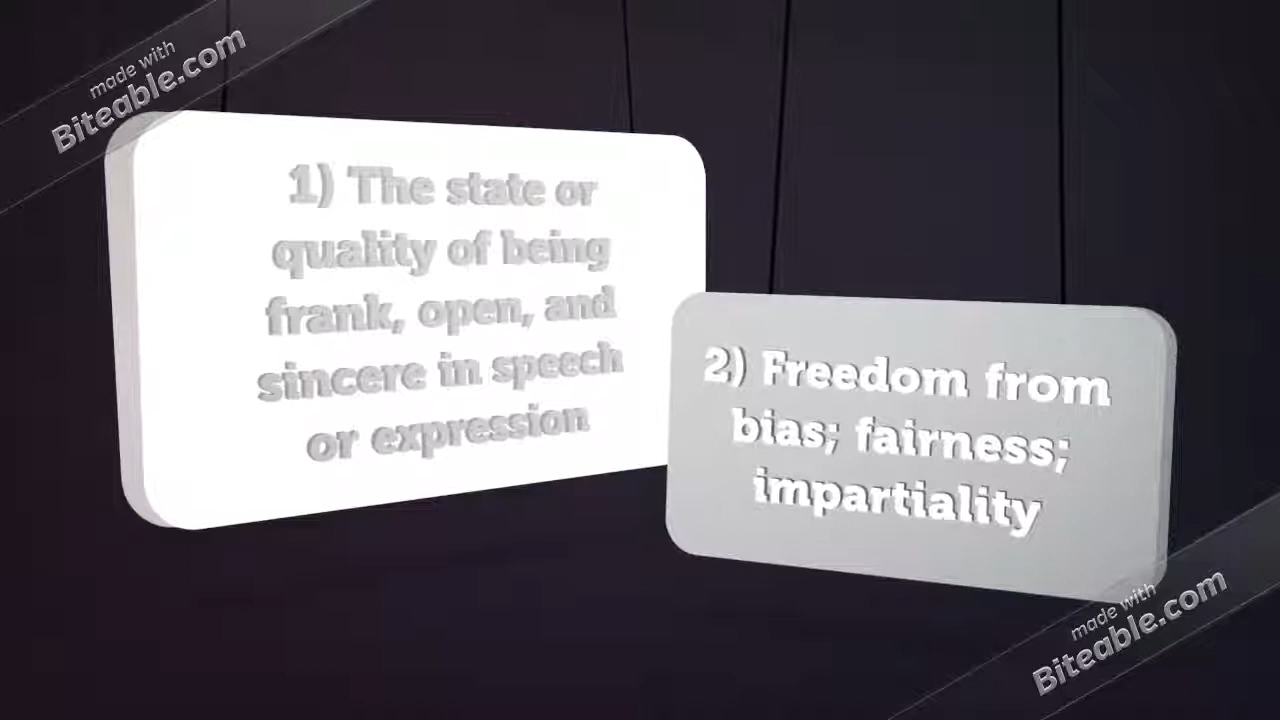 made with
Biteable.com
1) The state or
quality of being
frank, open, and
sincere in speech
or expression
2) Freedom from
bias; fairness;
impartiality
made with
Biteable.com